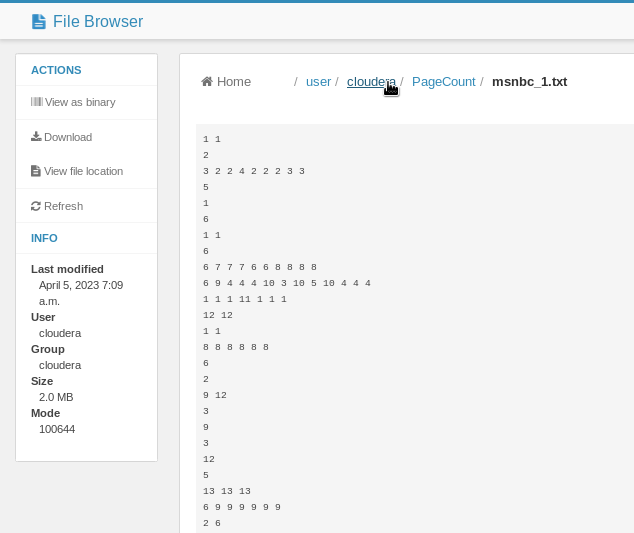 File Browser
ACTIONS
View as binary
Download
View file location
Refresh
INFO
Last modified
April 5, 2023 7:09
a.m.
User
cloudera
Group
cloudera
Size
2.0 MB
Mode
100644
Home / user / cloudera / PageCount / msnbc_1.txt
1 1
2
3 2 2 4 2 2 2 3 3
5
1
6
1 1
6
6 7 7 7 6 6 8 8 8 8
6 9 4 4 4 10 3 10 5 10 4 4 4
1 1 1 11 1 1 1
12 12
1 1
8 8 8 8 8 8
6
2
9 12
3
9
3
12
5
13 13 13
6 9 9 9 9 9 9
2 6